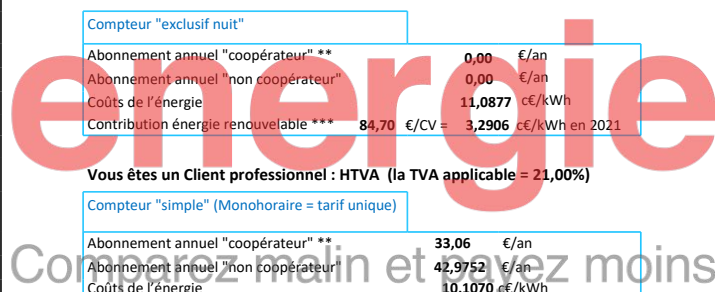 Compteur "exclusif nuit"
Abonnement annuel "coopérateur" ** 0,00 €/an
Abonnement annuel "non coopérateur" 0,00 €/an
Coûts de l'énergie 11,0877 c€/kWh
Contribution énergie renouvelable *** 84,70 €/CV = 3,2906 c€/kWh en 2021
energie
Vous êtes un Client professionnel : HTVA (la TVA applicable = 21,00%)
Compteur "simple" (Monohoraire = tarif unique)
Abonnement annuel "coopérateur" ** 33,06 €/an
Comparez malin et payez moins
Abonnement annuel "non coopérateur" 42,9752 €/an
Coûts de l'énergie 10,1070 c€/kWh